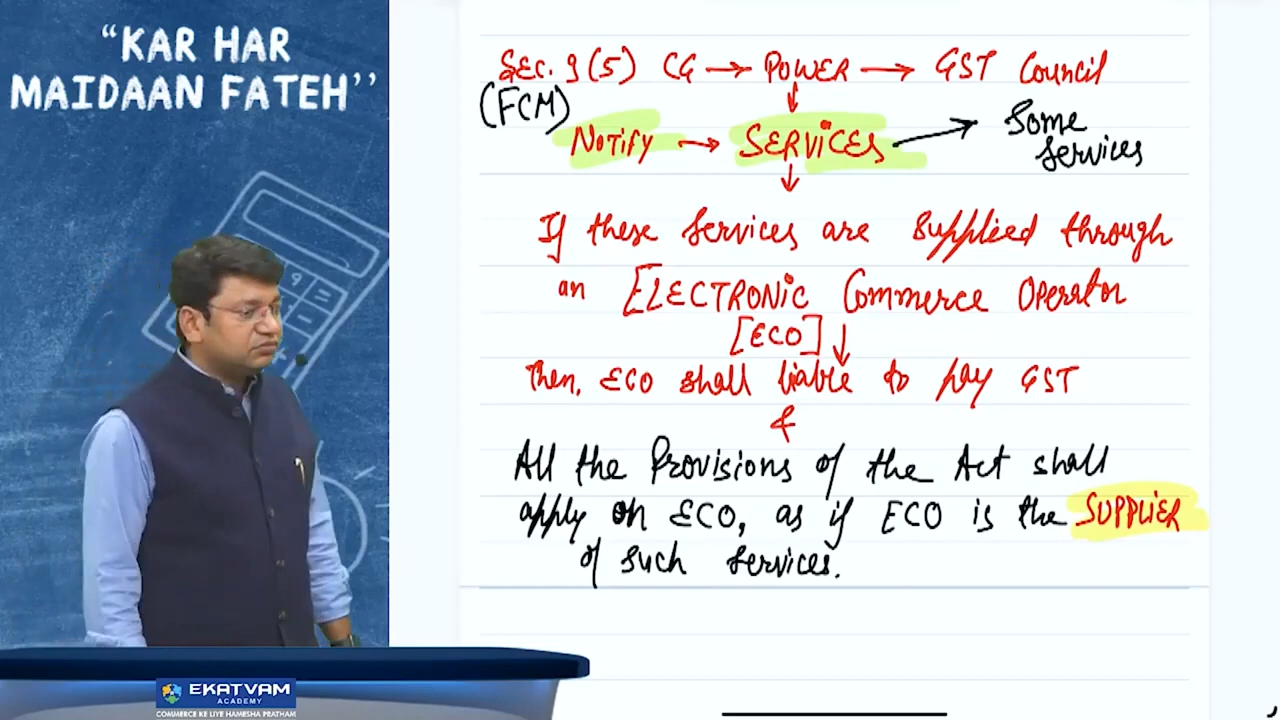 “KAR HAR
MAIDAAN FATEH’’
SEC. 9(5) CG → POWER → GST Council
(FCM)
Notify → SERViCES → Some
Services
If these Services are Supplied through
an [ELECTRONiC Commerce Operator
[ECO]
Then, ECO shall liable to pay GST
&
All the Provisions of the Act shall
apply on ECO, as if ECO is the SUPPLiER
of such Services.
EKATVAM
ACADEMY
COMMERCE KE LIYE HAMESHA PRATHAM